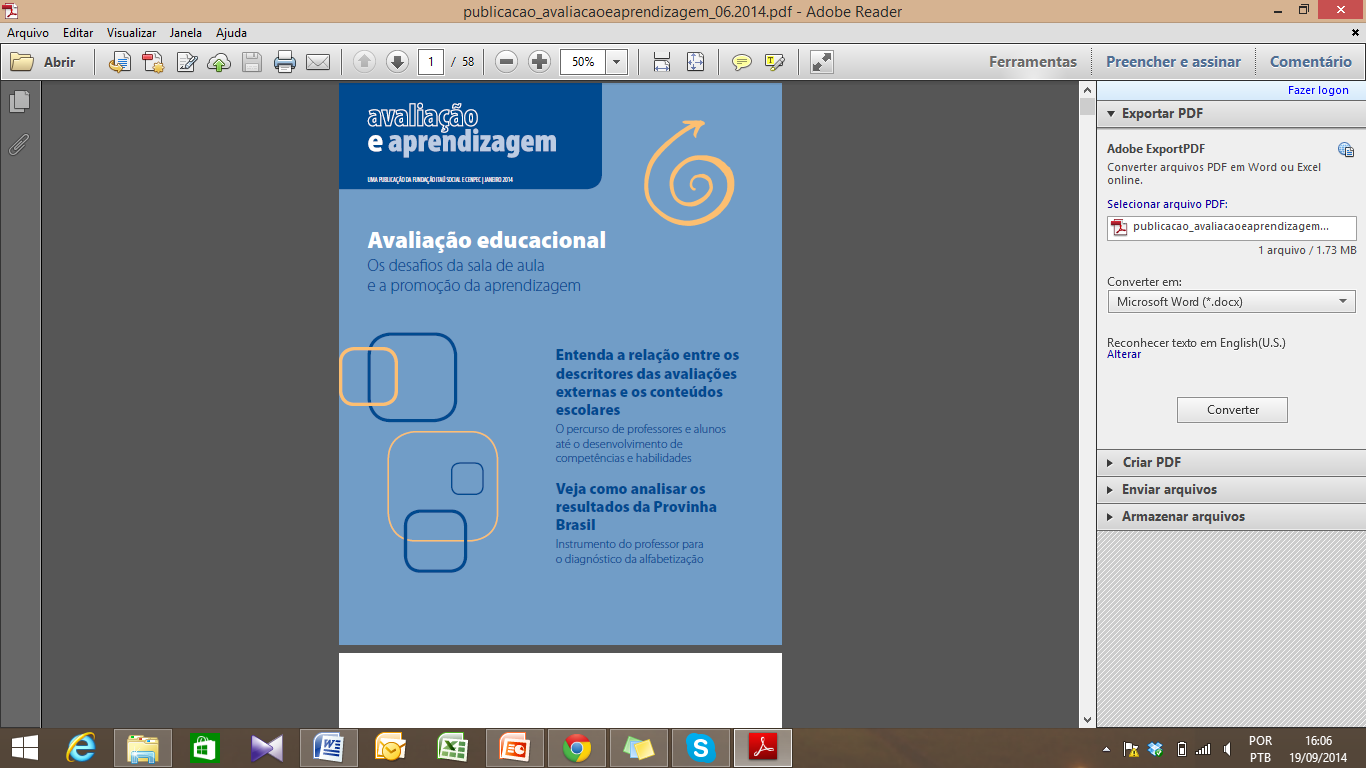 publicacao_avaliacaoeaprendizagem_06.2014.pdf - Adobe Reader
Arquivo Editar Visualizar Janela Ajuda
Abrir 1 / 58 50% Ferramentas Preencher e assinar Comentário
Fazer logon
Exportar PDF
Adobe ExportPDF
Converter arquivos PDF em Word ou Excel
online.
Selecionar arquivo PDF:
publicacao_avaliacaoeaprendizagem...
1 arquivo / 1.73 MB
Converter em:
Microsoft Word (*.docx)
Reconhecer texto em English(U.S.)
Alterar
Converter
Criar PDF
Enviar arquivos
Armazenar arquivos
avaliação
e aprendizagem
UMA PUBLICAÇÃO DA FUNDAÇÃO ITAÚ SOCIAL E CENPEC | JANEIRO 2014
6
Avaliação educacional
Os desafios da sala de aula
e a promoção da aprendizagem
Entenda a relação entre os
descritores das avaliações
externas e os conteúdos
escolares
O percurso de professores e alunos
até o desenvolvimento de
competências e habilidades
Veja como analisar os
resultados da Provinha
Brasil
Instrumento do professor para
o diagnóstico da alfabetização
POR
PTB
16:06
19/09/2014